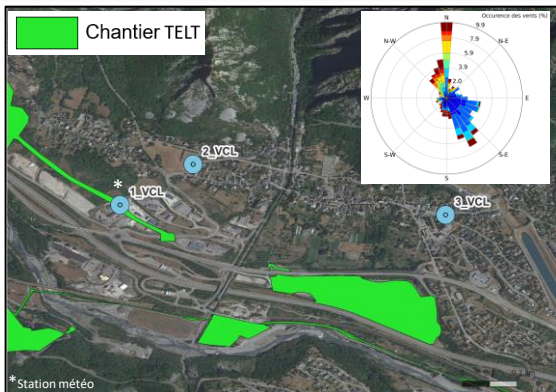 Chantier TELT
Occurence des vents (%)
N
9.9
7.9
5.9
3.9
2.0
N-W
N-E
W
E
S-W
S-E
S
2_VCL
*
1_VCL
3_VCL
*Station météo